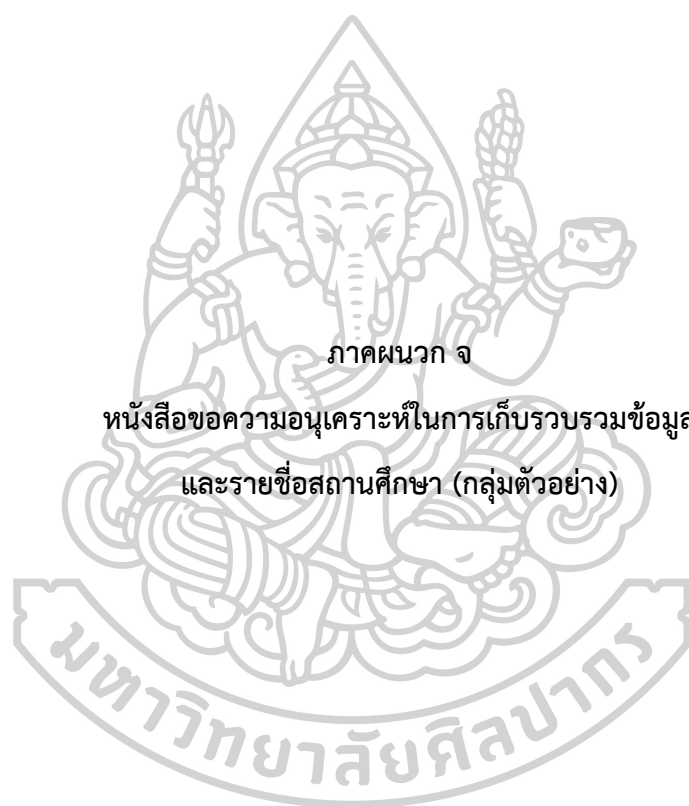 ภาคผนวก จ
หนังสือขอความอนุเคราะห์ในการเก็บรวบรวมข้อมูล
และรายชื่อสถานศึกษา (กลุ่มตัวอย่าง)
มหาวิทยาลัยศิลปากร